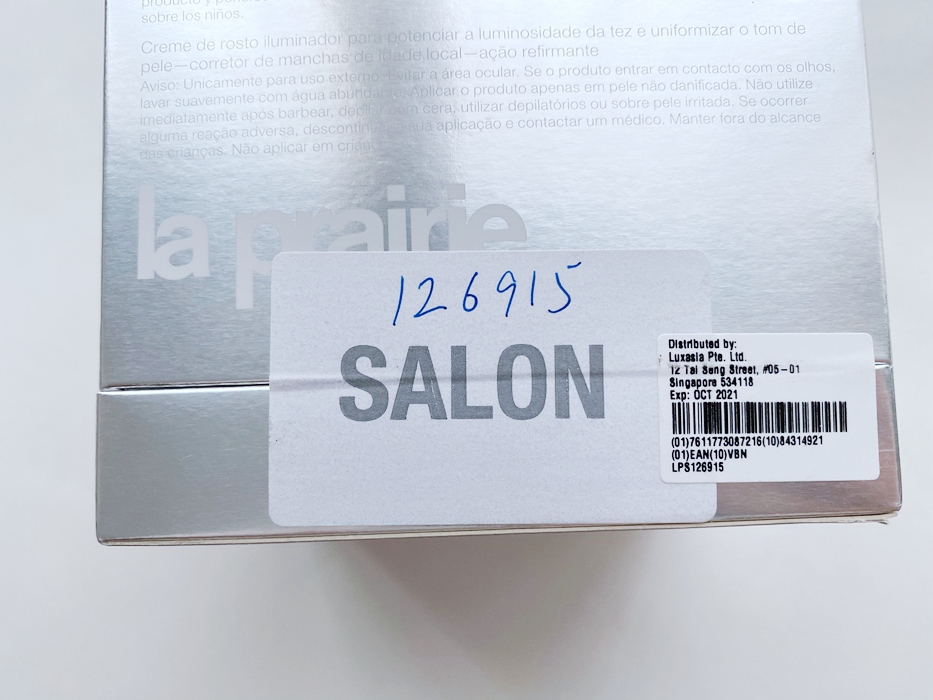 producto y
sobre los niños.
Creme de rosto iluminador para potenciar a luminosidade da tez e uniformizar o tom de
pele—corretor de manchas de idade local—ação refirmante
Aviso: Unicamente para uso externo. Evitar a área ocular. Se o produto entrar em contacto com os olhos,
lavar suavemente com água Aplicar o produto apenas em pele não danificada. Não utilize
imediatamente após barbear, cera, utilizar depilatórios ou sobre pele irritada. Se ocorrer
alguma reação adversa, sua aplicação e contactar um médico. Manter fora do alcance
das crianças. Não aplicar em
la prairie
126915
SALON
Distributed by:
Luxasia Pte. Ltd.
12 Tai Seng Street, #05-01
Singapore 534118
Exp: OCT 2021
(01)7611773087216(10)84314921
(01)EAN(10)VBN
LPS126915